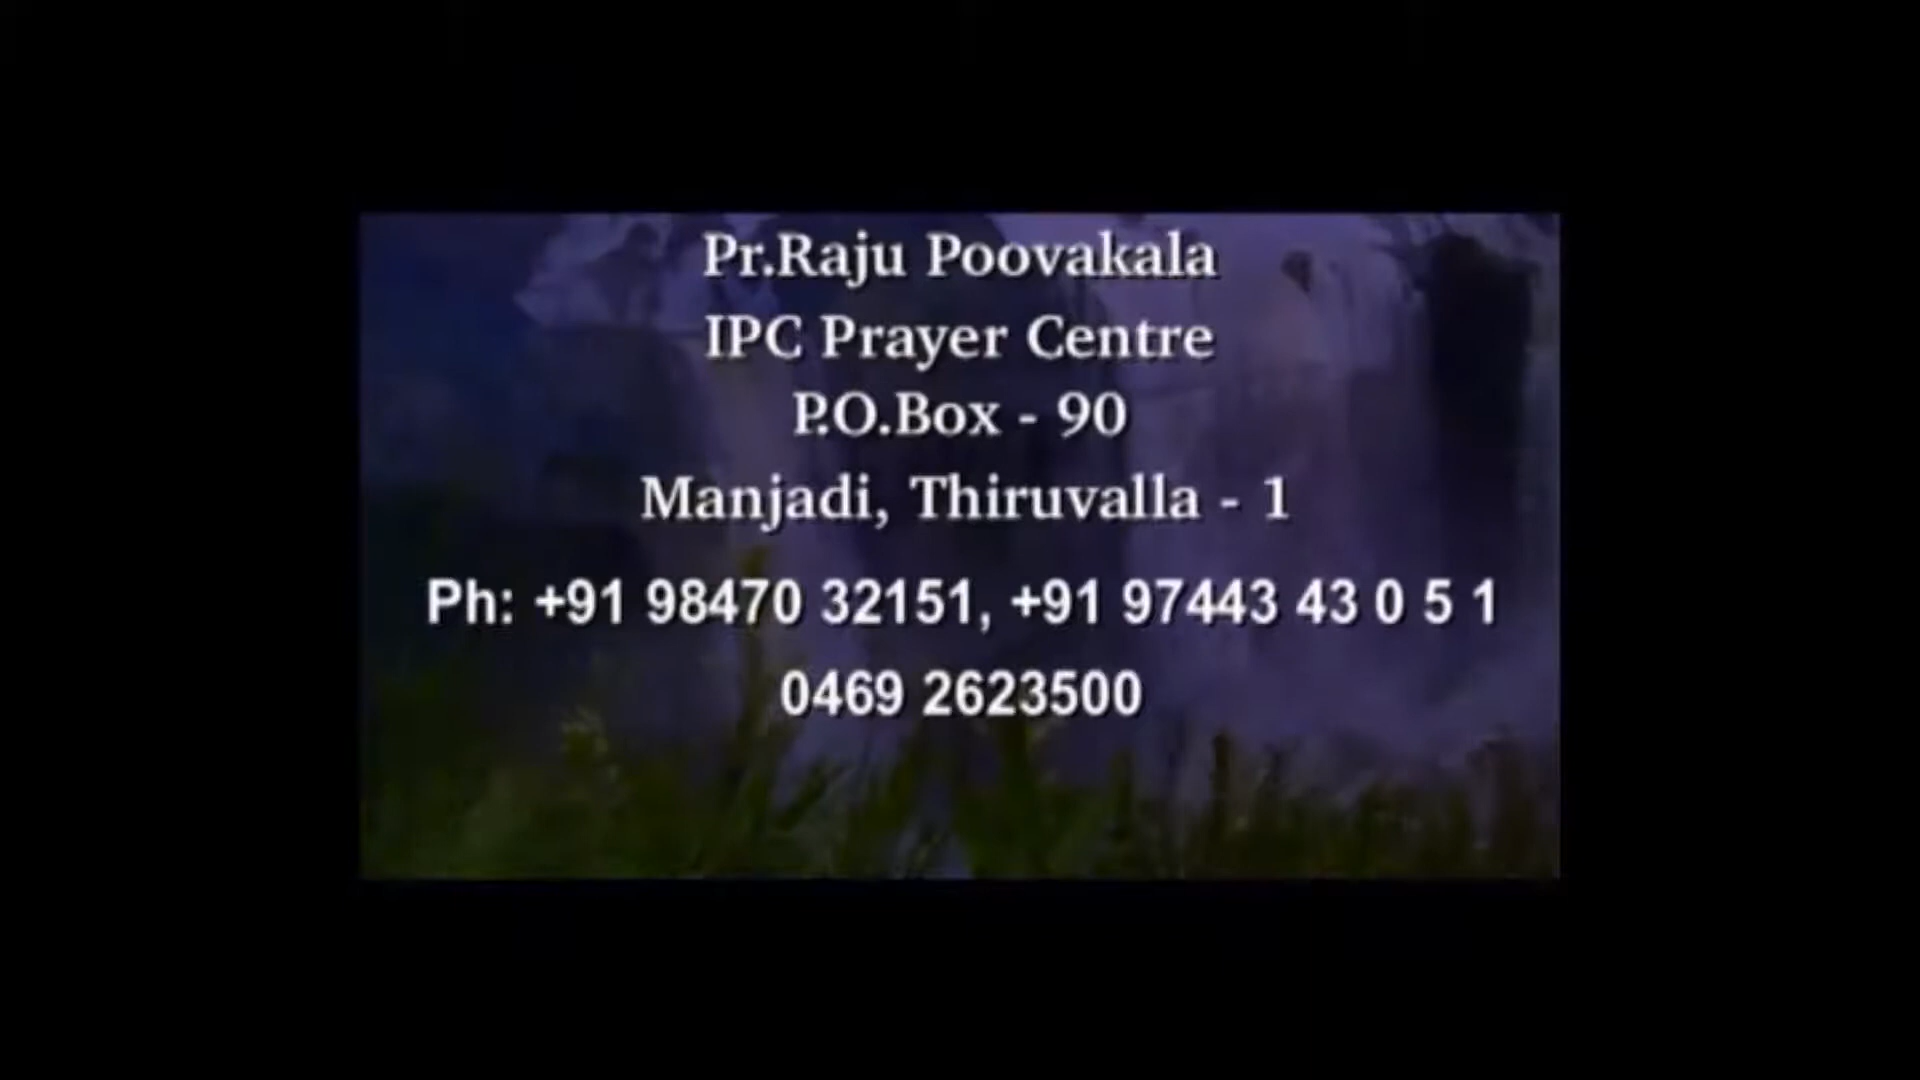 Pr.Raju Poovakala
IPC Prayer Centre
P.O.Box - 90
Manjadi, Thiruvalla - 1
Ph: +91 98470 32151, +91 97443 43 0 5 1
0469 2623500